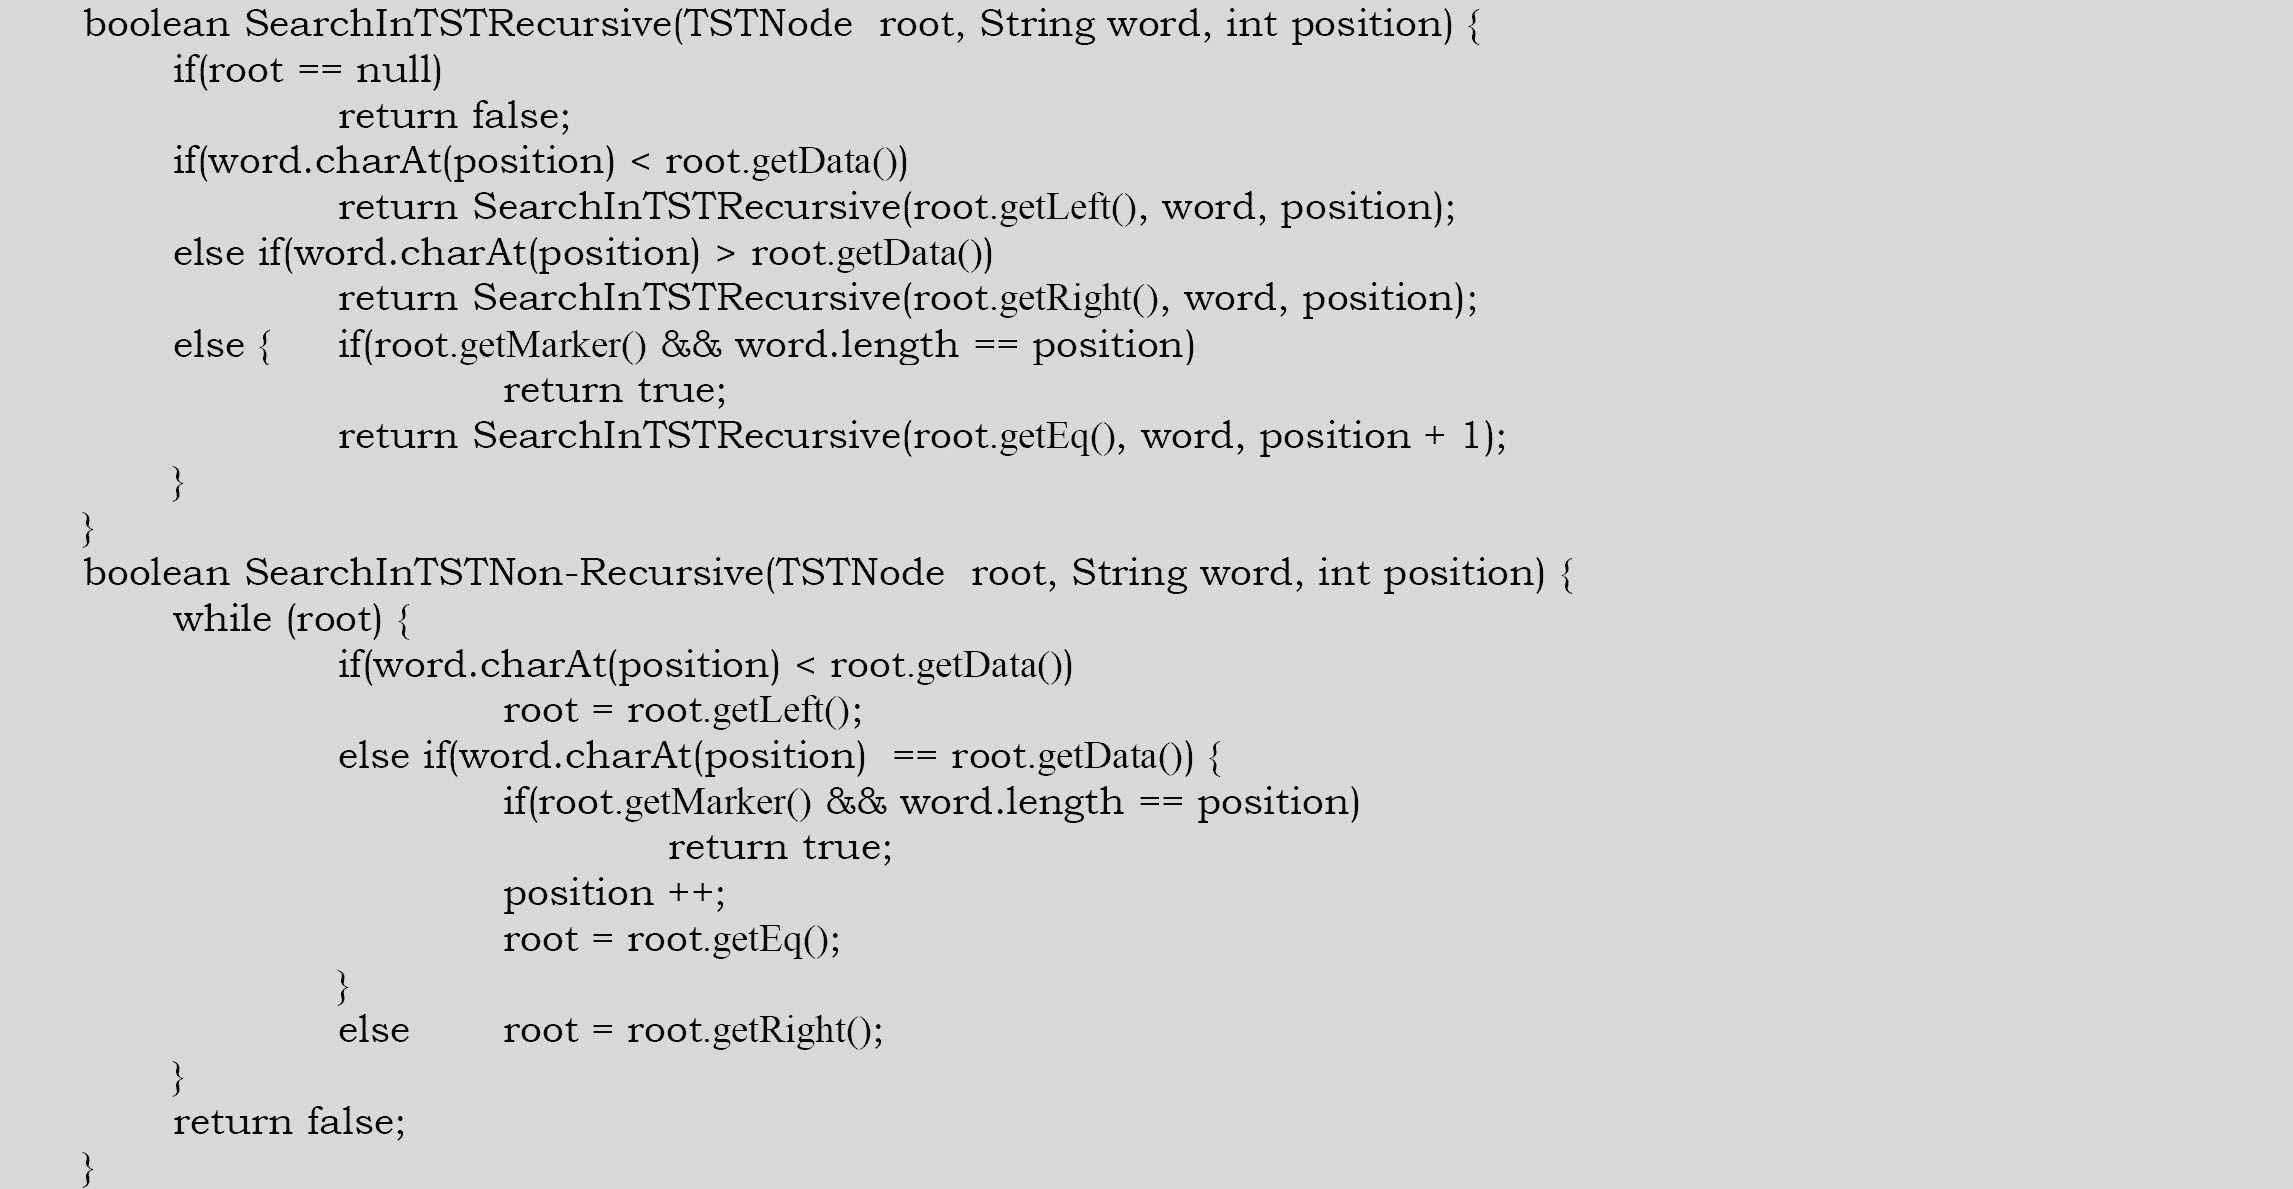 boolean SearchInTSTRecursive(TSTNode root, String word, int position) {
if(root == null)
return false;
if(word.charAt(position) < root.getData())
return SearchInTSTRecursive(root.getLeft(), word, position);
else if(word.charAt(position) > root.getData())
return SearchInTSTRecursive(root.getRight(), word, position);
else { if(root.getMarker() && word.length == position)
return true;
return SearchInTSTRecursive(root.getEq(), word, position + 1);
}
}
boolean SearchInTSTNon-Recursive(TSTNode root, String word, int position) {
while (root) {
if(word.charAt(position) < root.getData())
root = root.getLeft();
else if(word.charAt(position) == root.getData()) {
if(root.getMarker() && word.length == position)
return true;
position ++;
root = root.getEq();
}
else root = root.getRight();
}
return false;
}